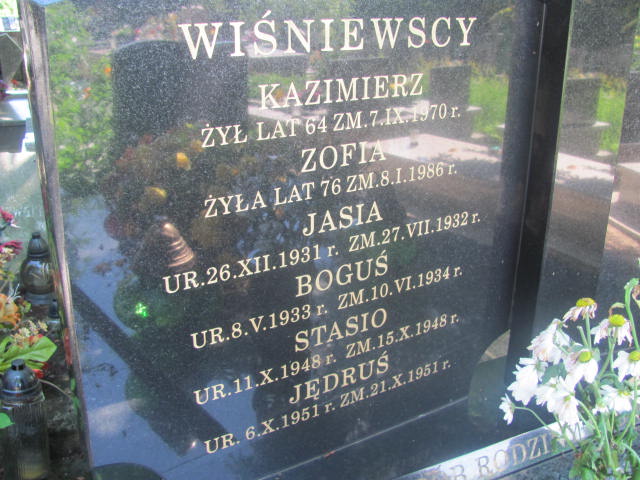 WIŚNIEWSCY
KAZIMIERZ
ŻYŁ LAT 64 ZM.7.IX.1970 r.
ZOFIA
ŻYŁA LAT 76 ZM.8.I.1986 r.
JASIA
UR.26.XII.1931 r. ZM.27.VII.1932 r.
BOGUŚ
UR.8.V.1933 r. ZM.10.VI.1934 r.
STASIO
UR.11.X.1948 r. ZM.15.X.1948 r.
JĘDRUŚ
UR. 6.X.1951 r. ZM.21.X.1951 r.